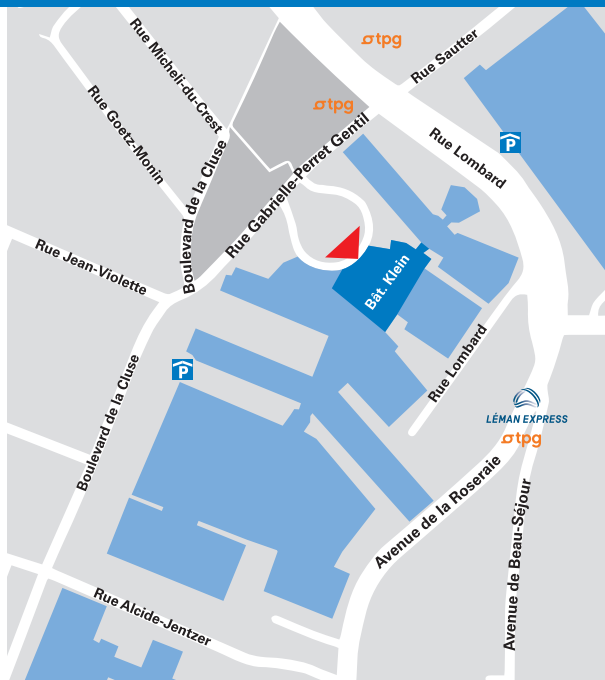 tpg
Rue Sautter
Rue Micheli-du-Crest
tpg
Rue Goetz-Monin
Rue Gabrielle-Perret Gentil
Rue Lombard
P
Boulevard de la Cluse
Rue Jean-Violette
Bât. Klein
Rue Lombard
P
Boulevard de la Cluse
LÉMAN EXPRESS
tpg
Avenue de la Roseraie
Avenue de Beau-Séjour
Rue Alcide-Jentzer